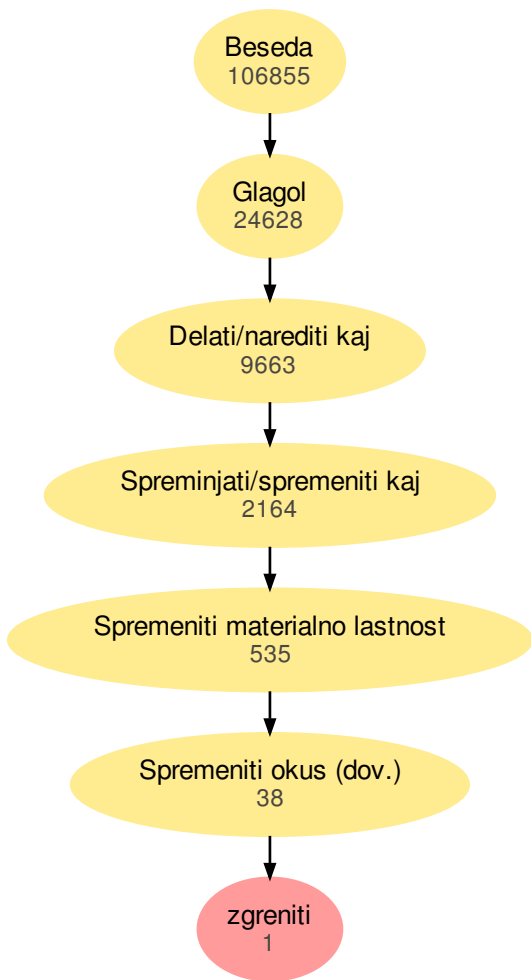 Beseda
106855
Glagol
24628
Delati/narediti kaj
9663
Spreminjati/spremeniti kaj
2164
Spremeniti materialno lastnost
535
Spremeniti okus (dov.)
38
zgreniti
1